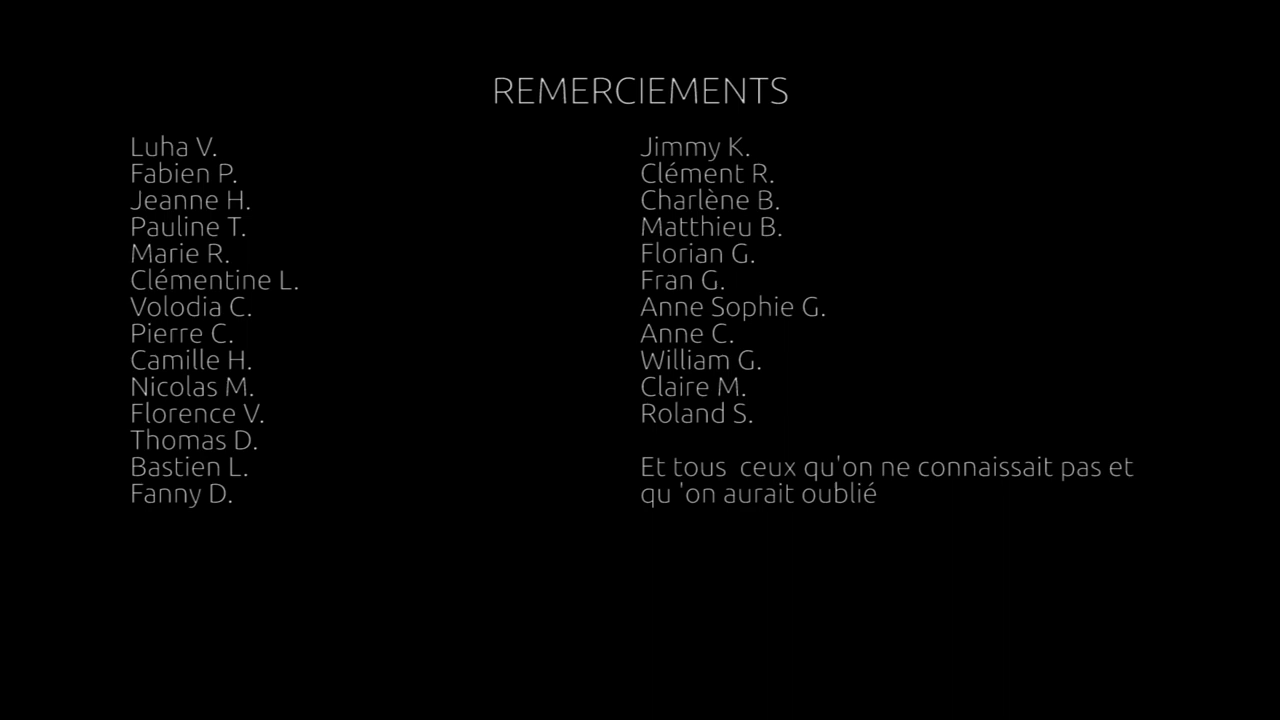 REMERCIEMENTS
Luha V.
Fabien P.
Jeanne H.
Pauline T.
Marie R.
Clémentine L.
Volodia C.
Pierre C.
Camille H.
Nicolas M.
Florence V.
Thomas D.
Bastien L.
Fanny D.
Jimmy K.
Clément R.
Charlène B.
Matthieu B.
Florian G.
Fran G.
Anne Sophie G.
Anne C.
William G.
Claire M.
Roland S.
Et tous  ceux qu'on ne connaissait pas et
qu 'on aurait oublié